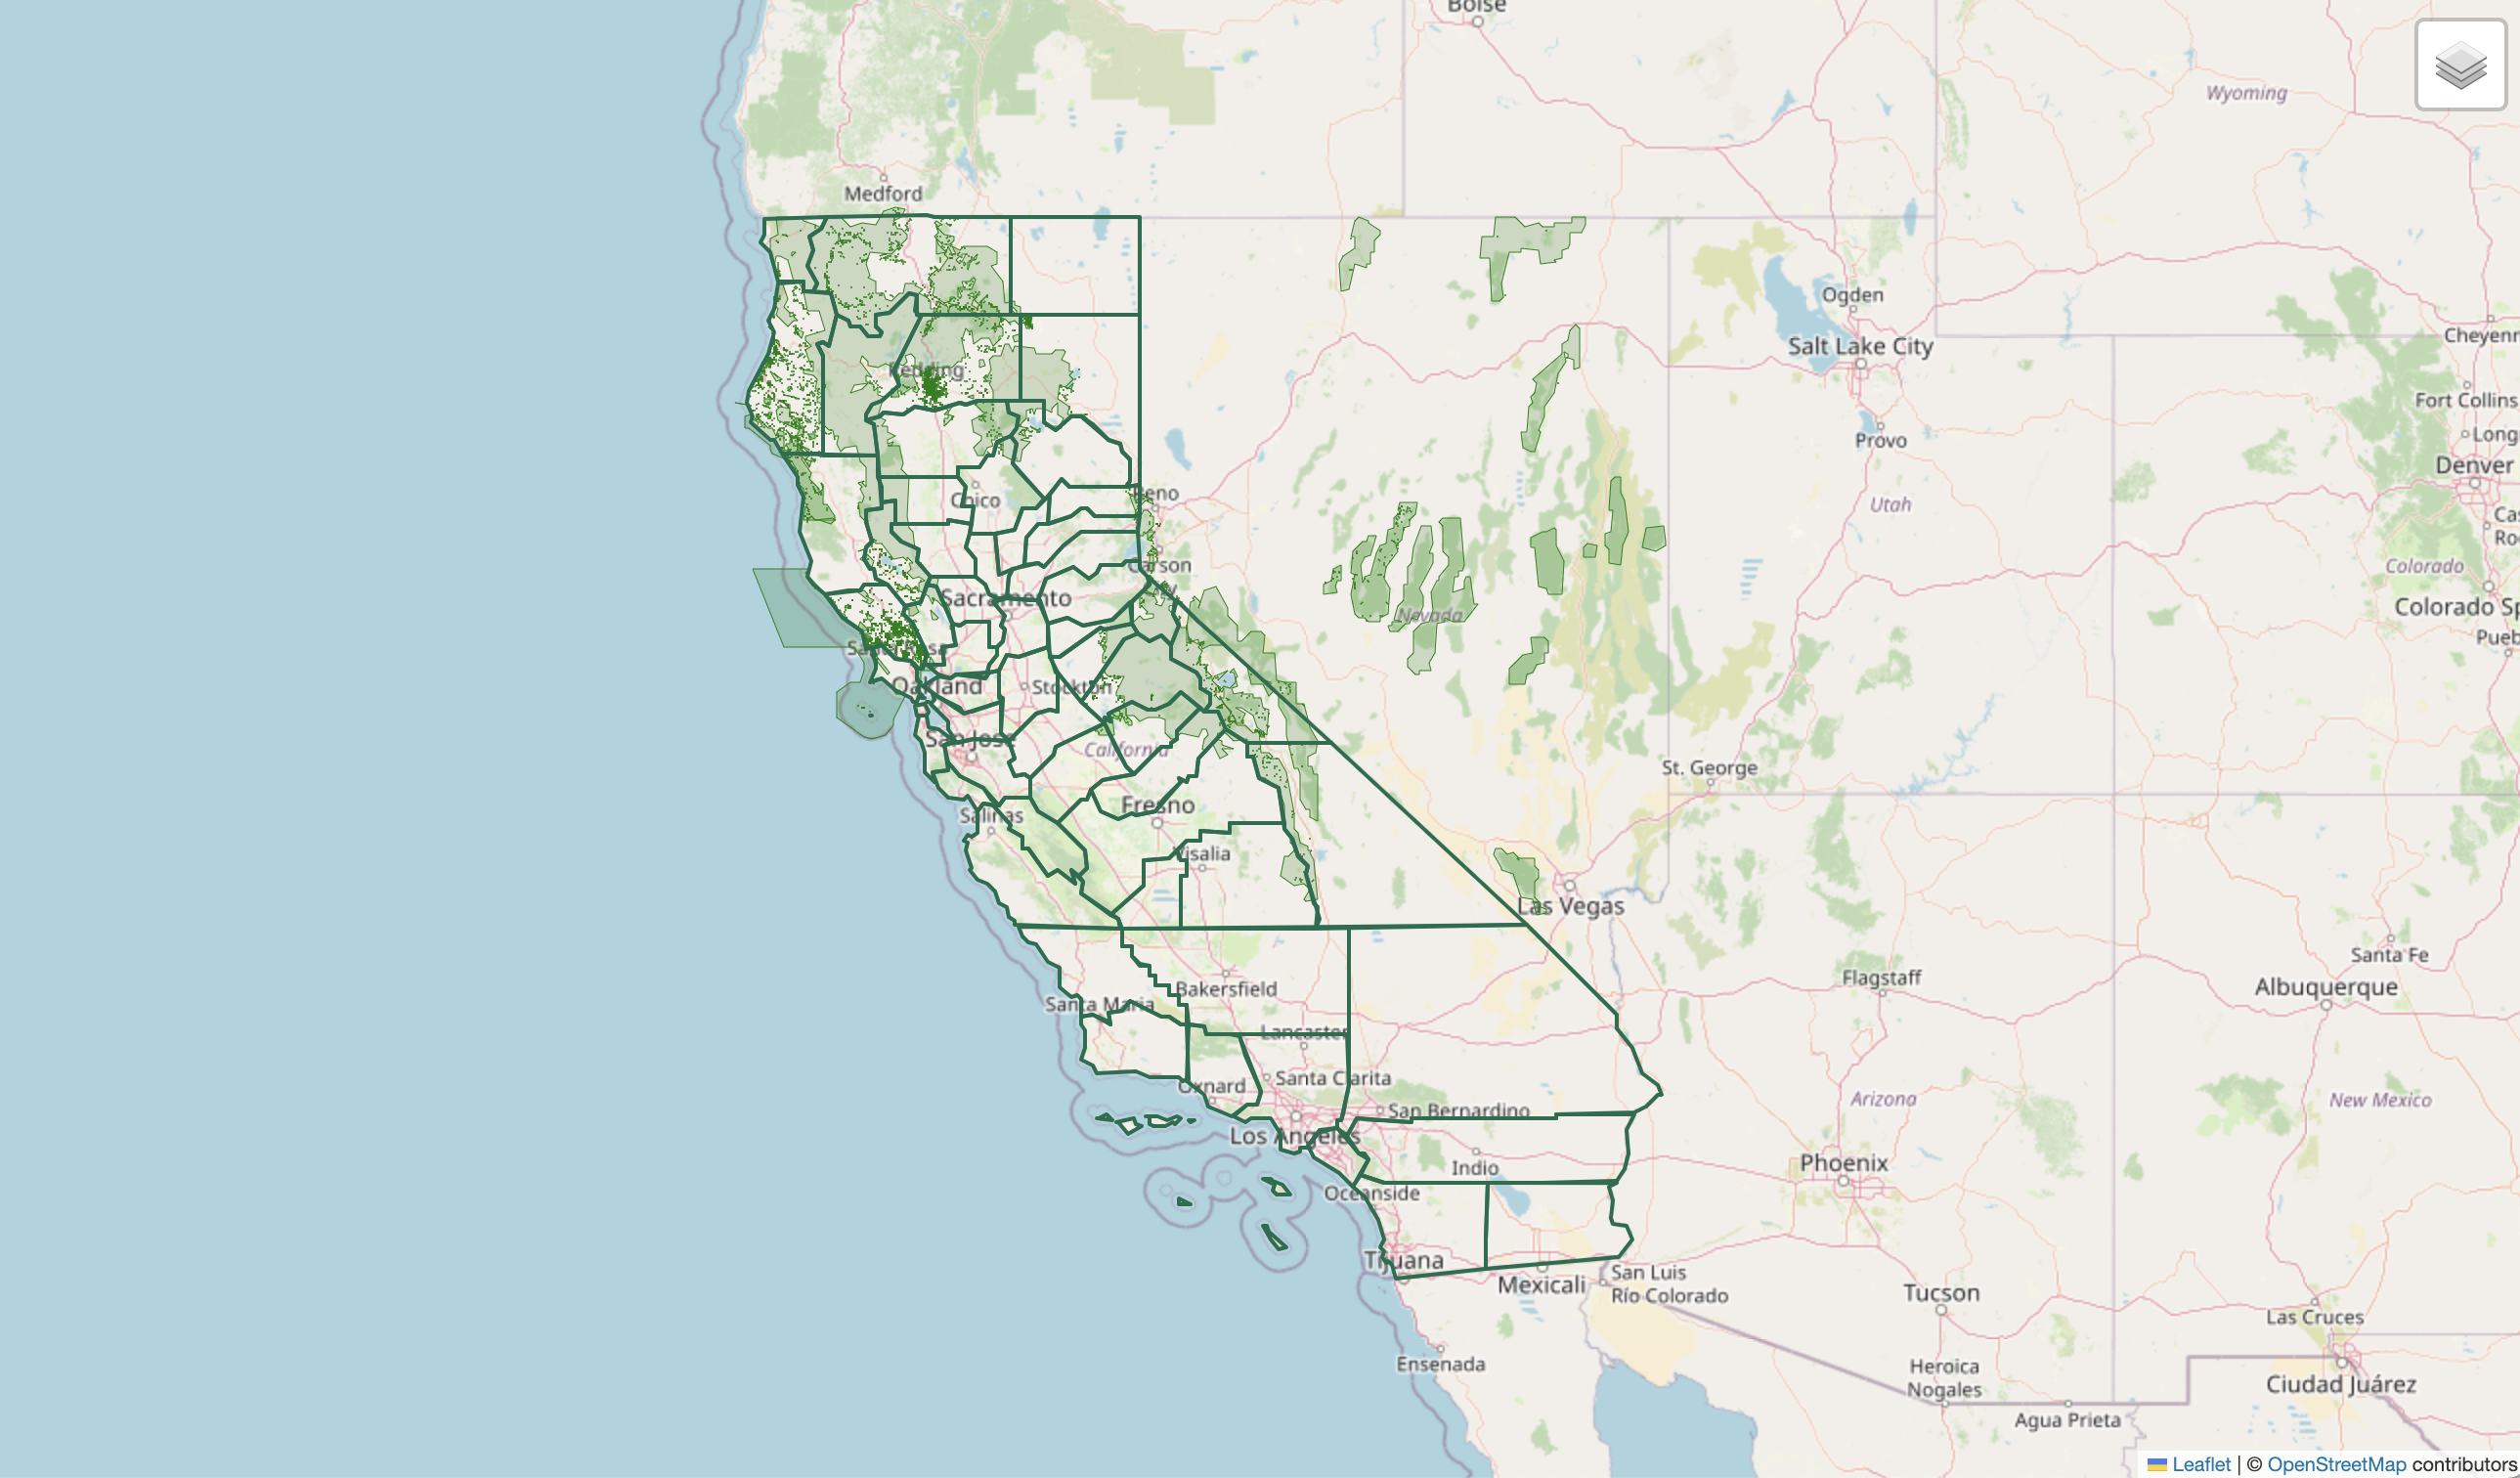 Boise
Wyoming
Medford
Ogden
Salt Lake City
Cheyenn
Redding
Fort Collins
Provo
Long
Denver
Reno
Chico
Utah
Cas
Ro
Carson
City
Colorado
Sacramento
Colorado Sp
Nevada
Pueb
Santa Rosa
Oakland
Stockton
San Jose
California
St. George
Fresno
Salinas
Visalia
Las Vegas
Santa Fe
Flagstaff
Albuquerque
Bakersfield
Santa Maria
Lancaster
Santa Clarita
Oxnard
San Bernardino
Arizona
New Mexico
Los Angeles
Phoenix
Indio
Oceanside
Tijuana
San Luis
Río Colorado
Mexicali
Tucson
Las Cruces
Ensenada
Heroica
Nogales
Ciudad Juárez
Agua Prieta
Leaflet | © OpenStreetMap contributors